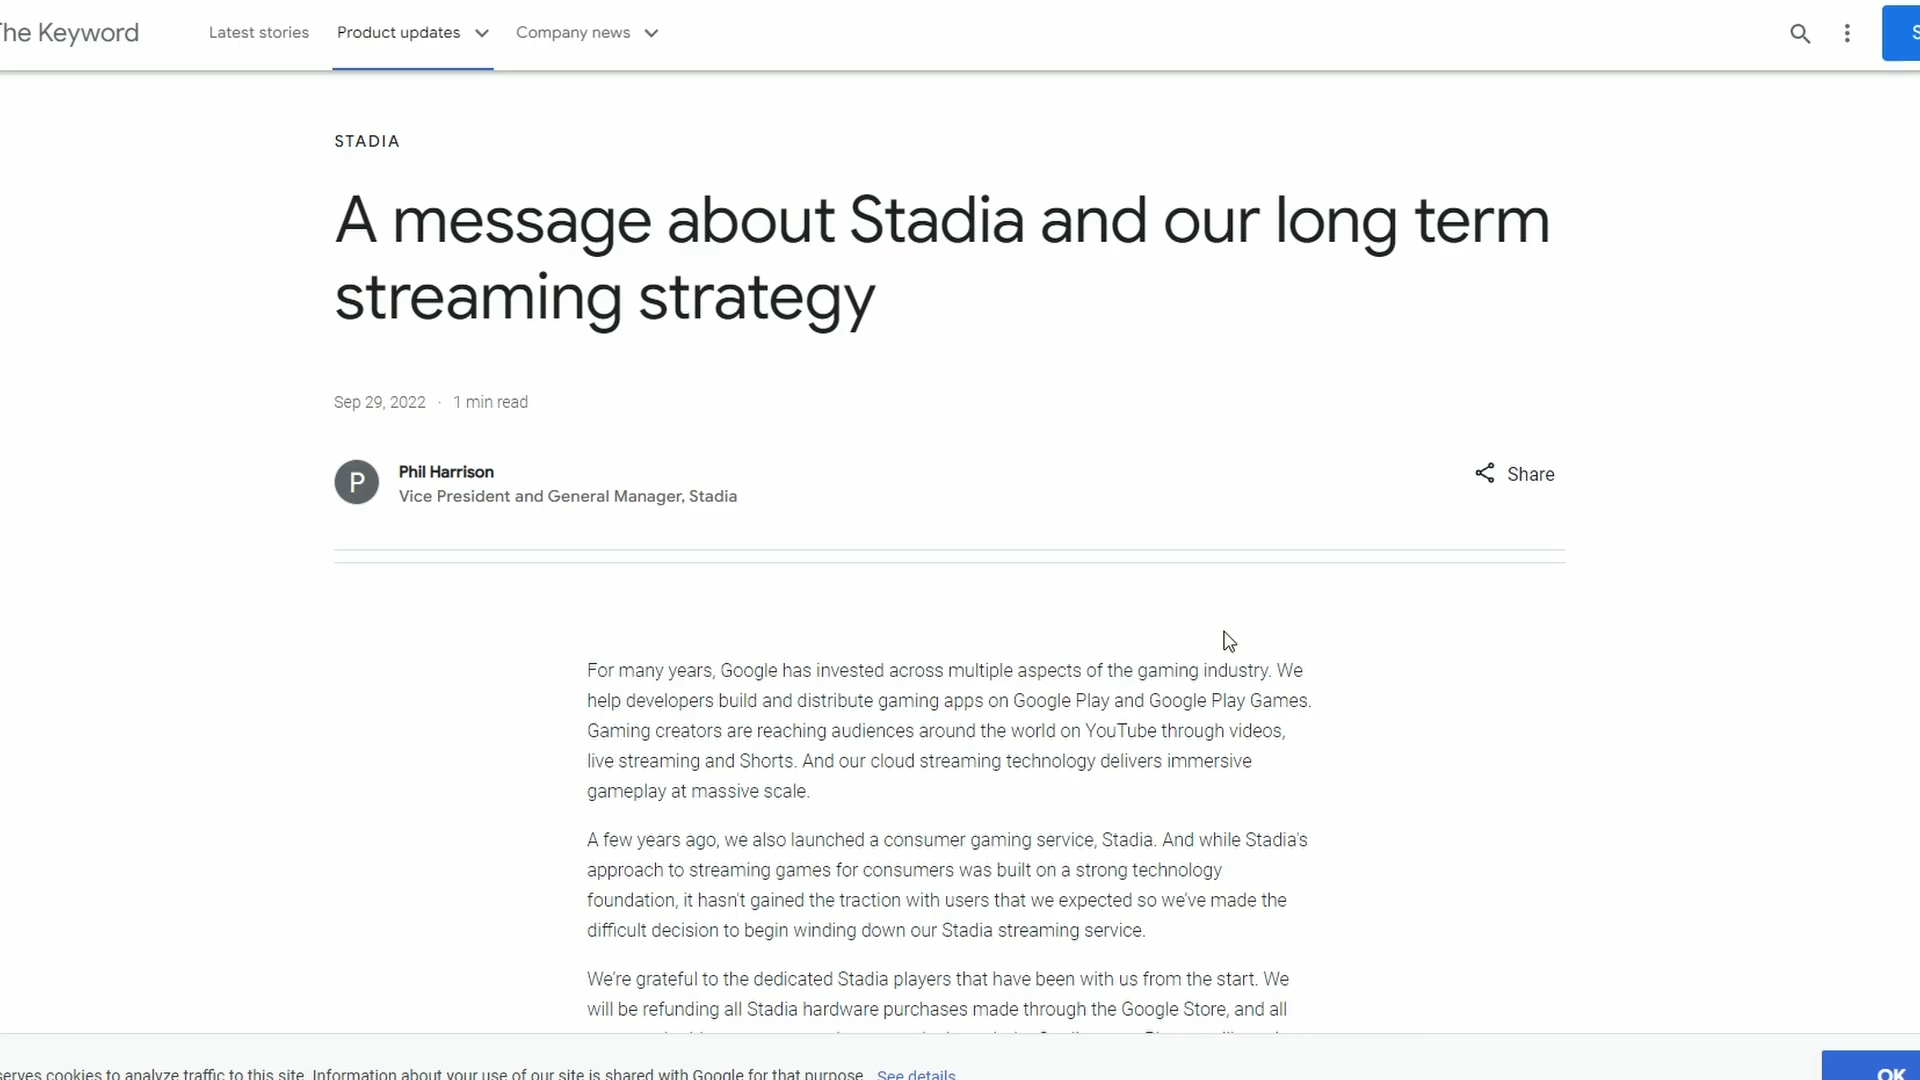 The Keyword
Latest stories
Product updates
Company news
STADIA
A message about Stadia and our long term
streaming strategy
Sep 29, 2022 · 1 min read
P
Phil Harrison
Vice President and General Manager, Stadia
Share
For many years, Google has invested across multiple aspects of the gaming industry. We
help developers build and distribute gaming apps on Google Play and Google Play Games.
Gaming creators are reaching audiences around the world on YouTube through videos,
live streaming and Shorts. And our cloud streaming technology delivers immersive
gameplay at massive scale.
A few years ago, we also launched a consumer gaming service, Stadia. And while Stadia's
approach to streaming games for consumers was built on a strong technology
foundation, it hasn't gained the traction with users that we expected so we’ve made the
difficult decision to begin winding down our Stadia streaming service.
We’re grateful to the dedicated Stadia players that have been with us from the start. We
will be refunding all Stadia hardware purchases made through the Google Store, and all
serves cookies to analyze traffic to this site. Information about your use of our site is shared with Google for that purpose. See details.
OK